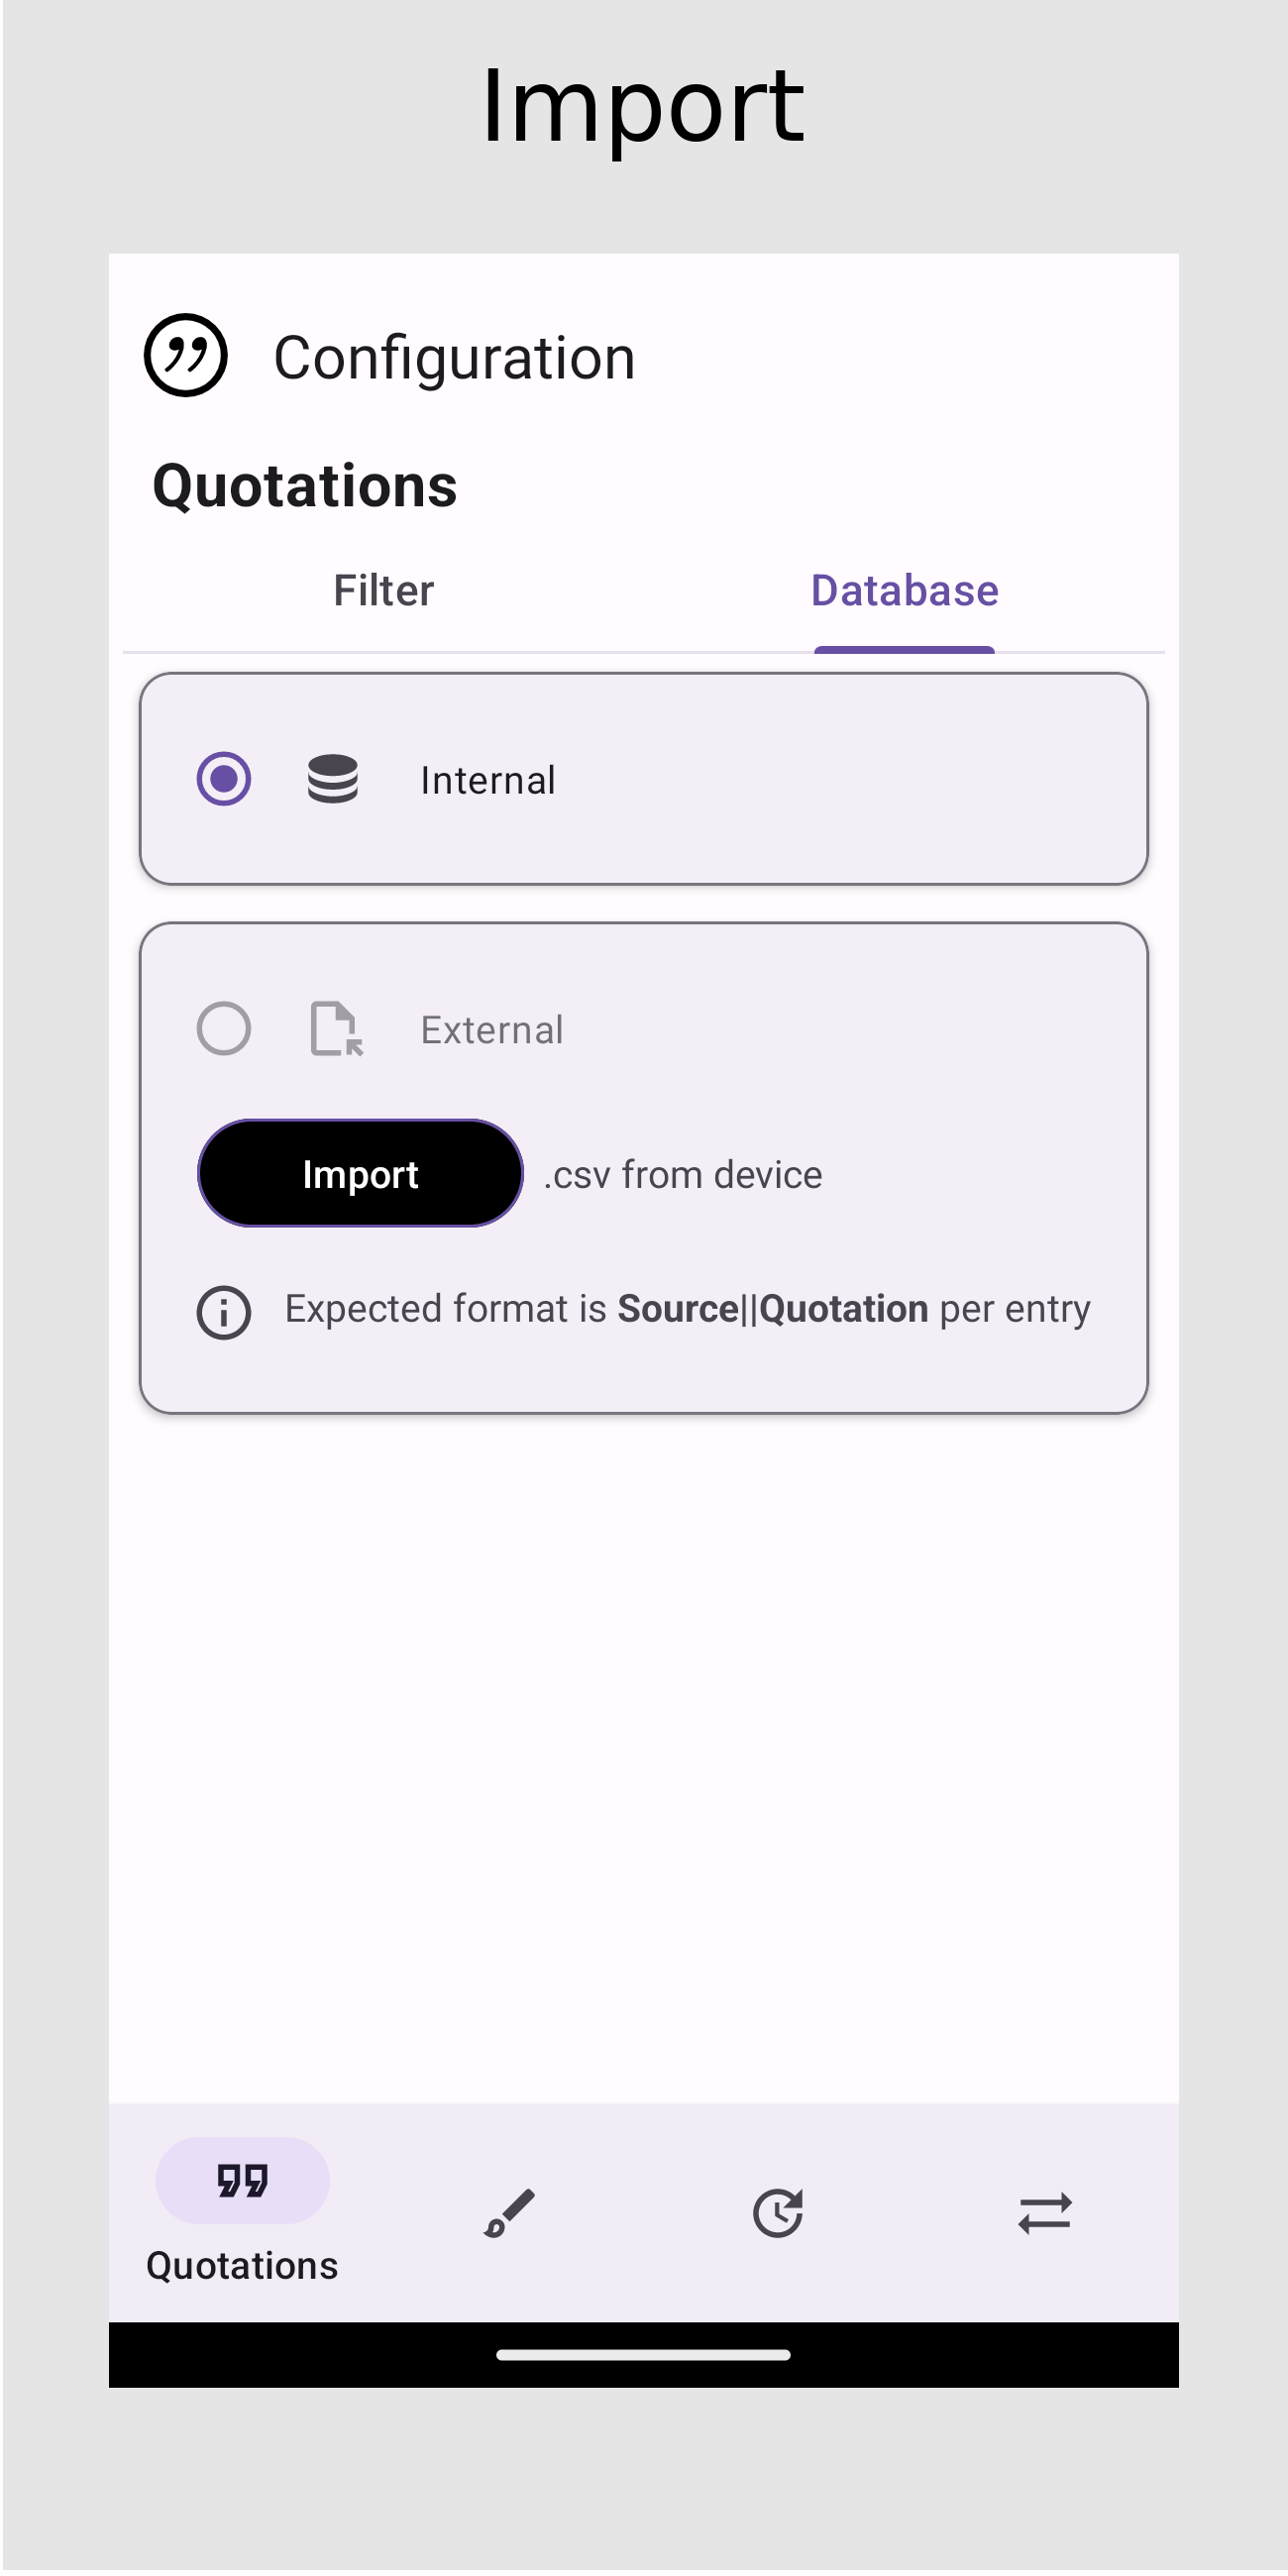 Import
Configuration
Quotations
Filter
Database
Internal
External
Import
.csv from device
Expected format is Source||Quotation per entry
Quotations